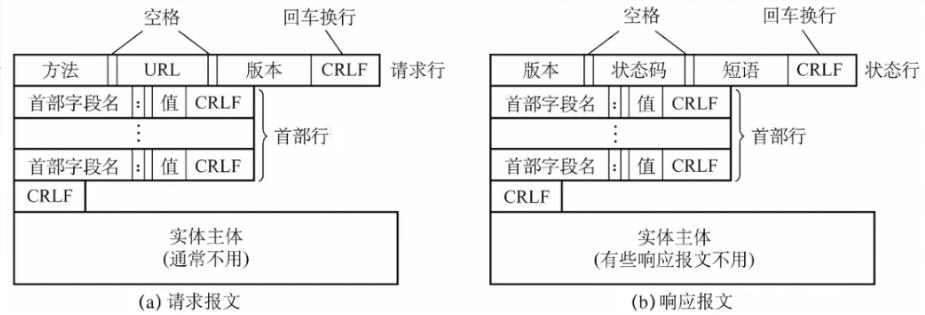 空格 回车换行
方法 URL 版本 CRLF 请求行
首部字段名 : 值 CRLF
⋮ 首部行
首部字段名 : 值 CRLF
CRLF
实体主体
(通常不用)
(a) 请求报文
空格 回车换行
版本 状态码 短语 CRLF 状态行
首部字段名 : 值 CRLF
⋮ 首部行
首部字段名 : 值 CRLF
CRLF
实体主体
(有些响应报文不用)
(b) 响应报文